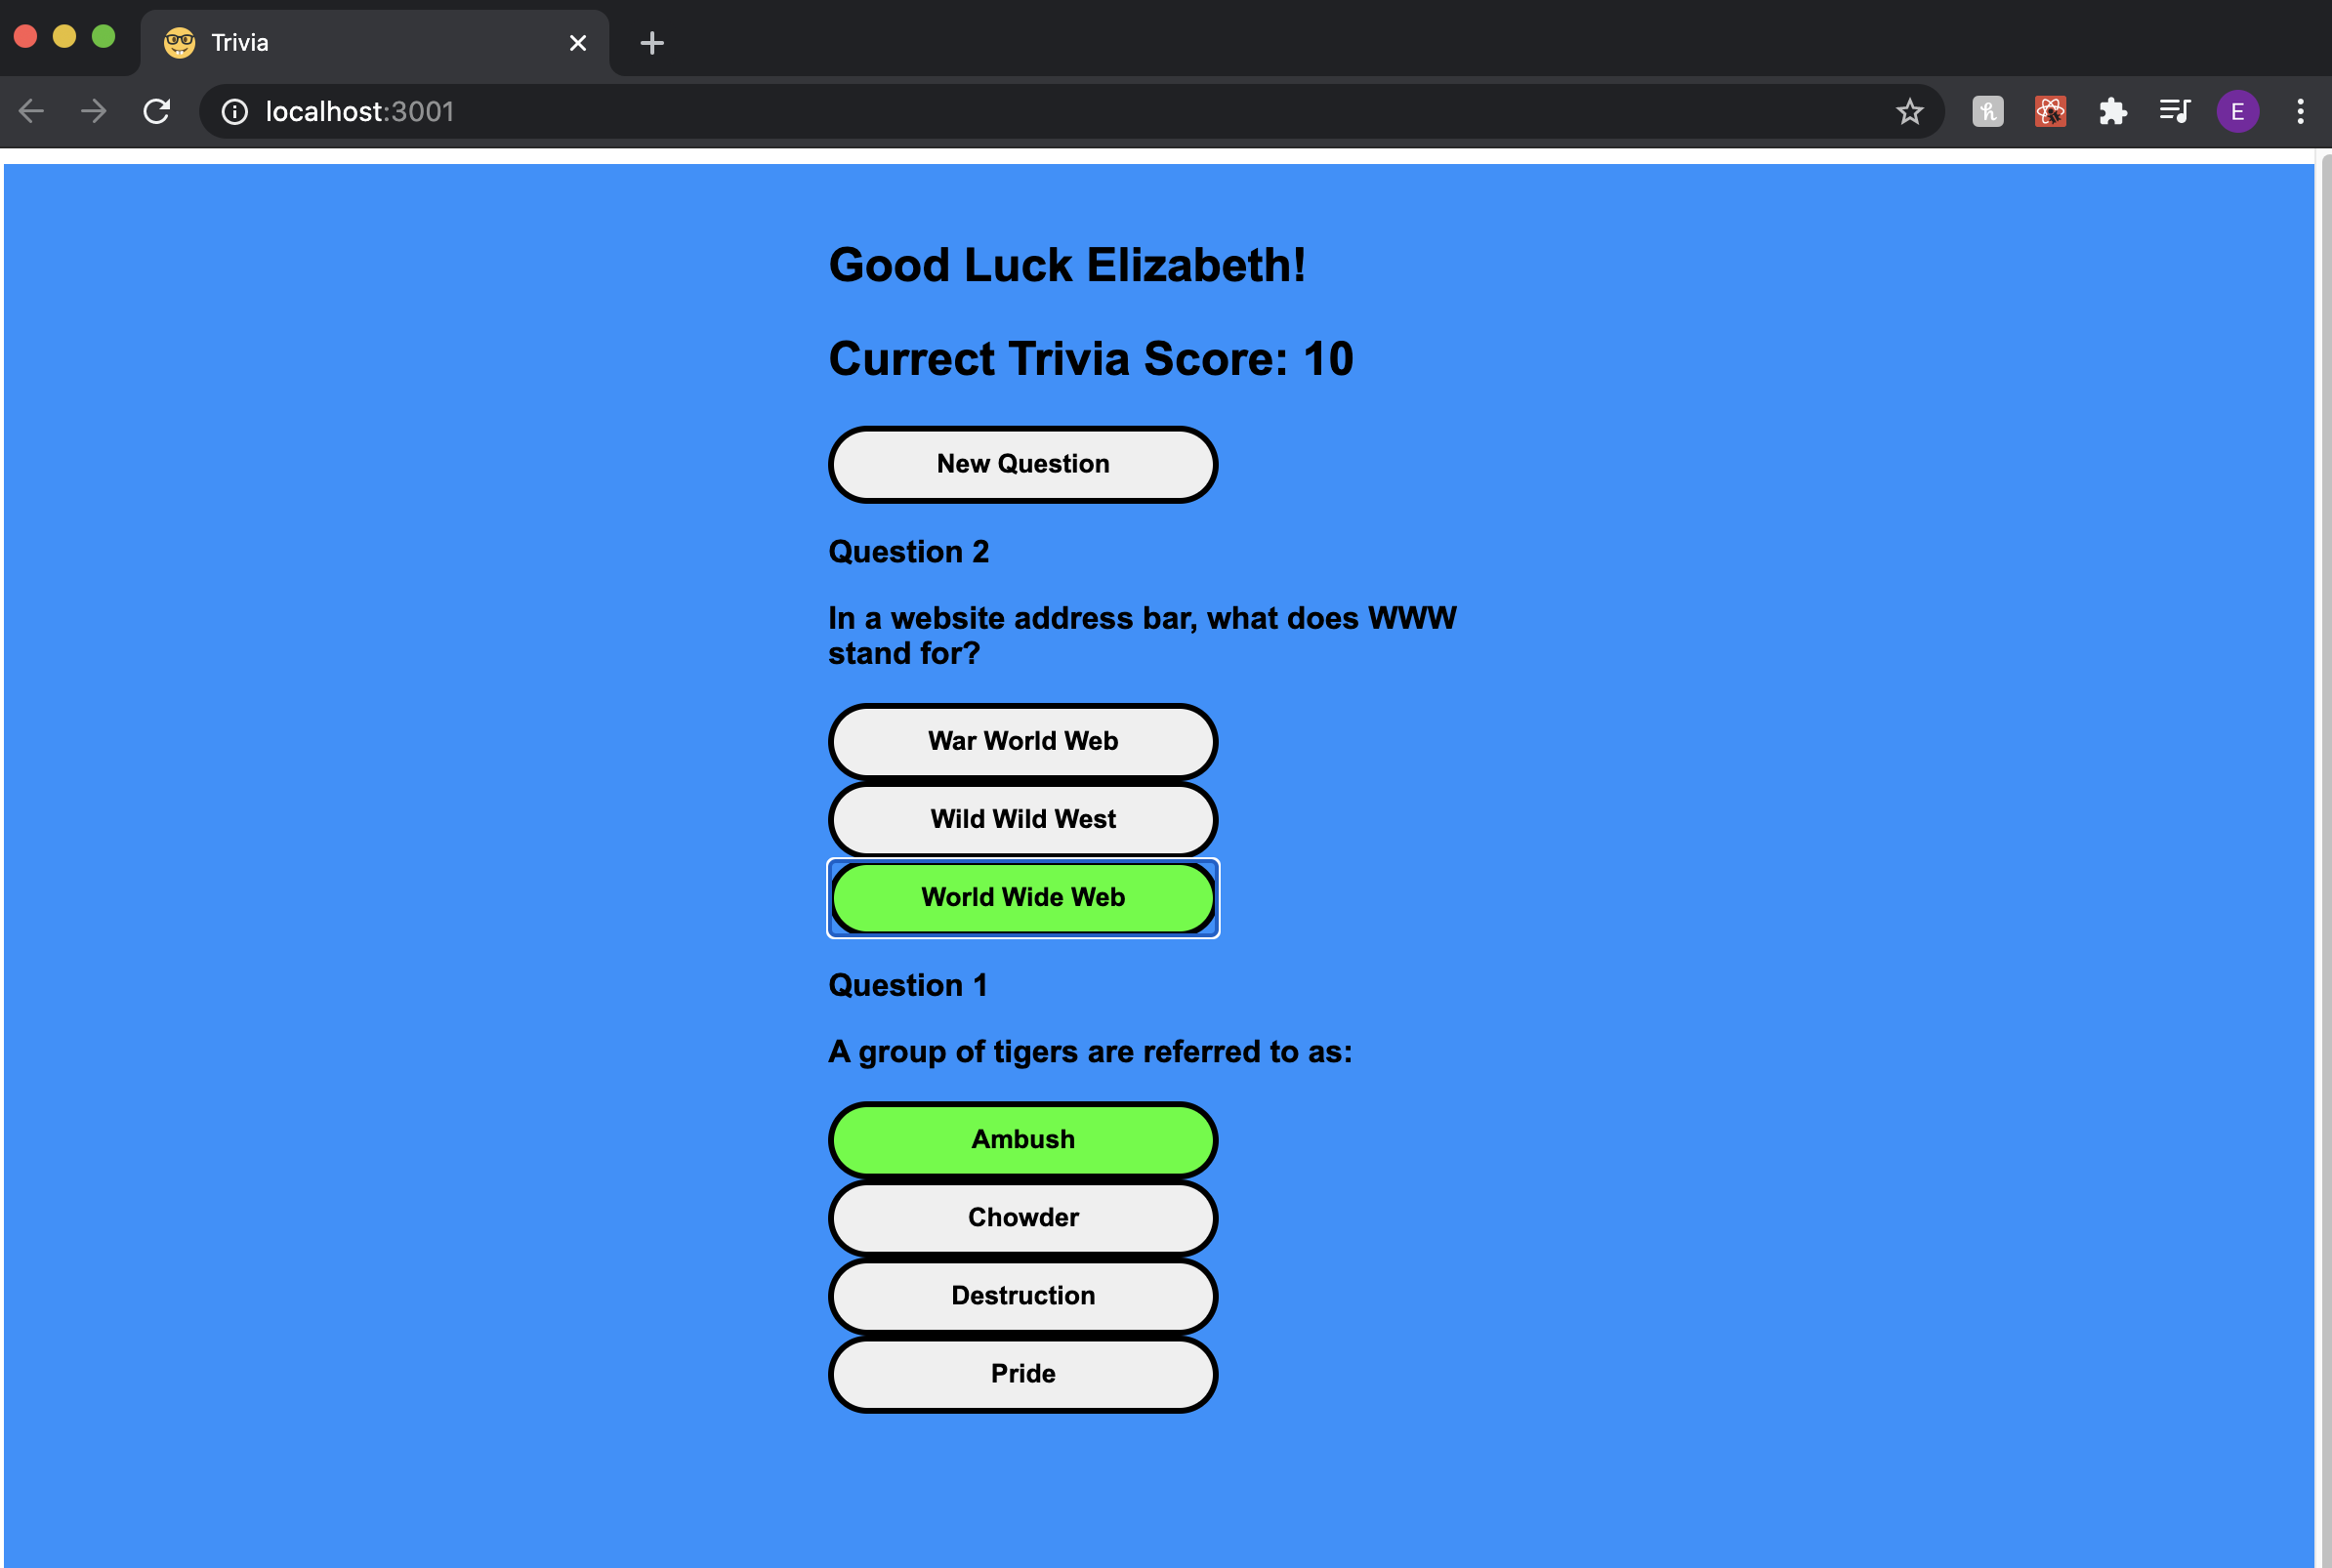 Trivia
localhost:3001
E
Good Luck Elizabeth!
Currect Trivia Score: 10
New Question
Question 2
In a website address bar, what does WWW
stand for?
War World Web
Wild Wild West
World Wide Web
Question 1
A group of tigers are referred to as:
Ambush
Chowder
Destruction
Pride